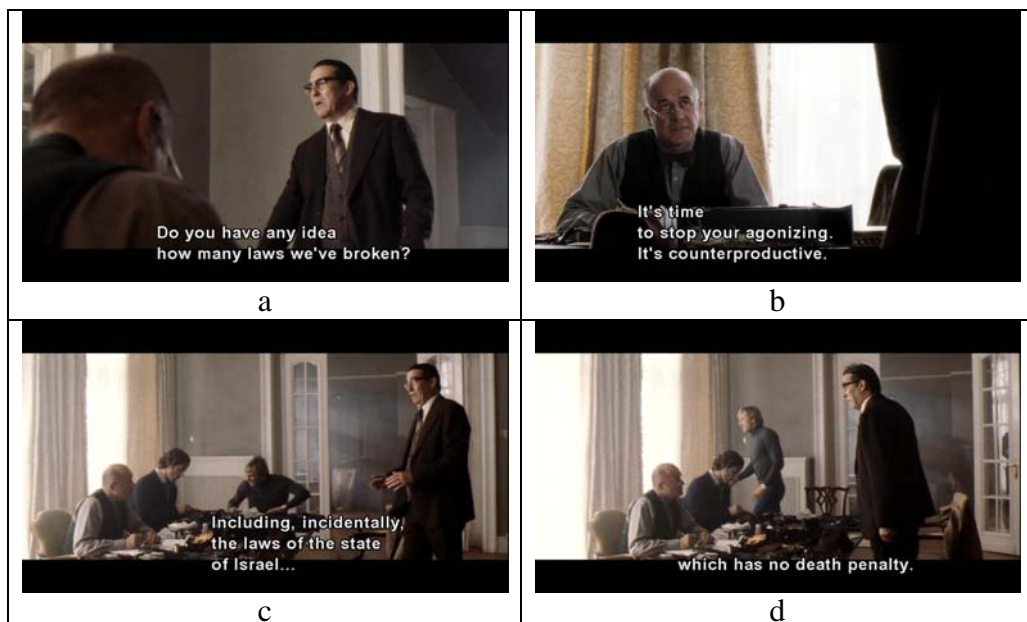 Do you have any idea
how many laws we've broken?
a
It's time
to stop your agonizing.
It's counterproductive.
b
Including, incidentally,
the laws of the state
of Israel...
c
which has no death penalty.
d